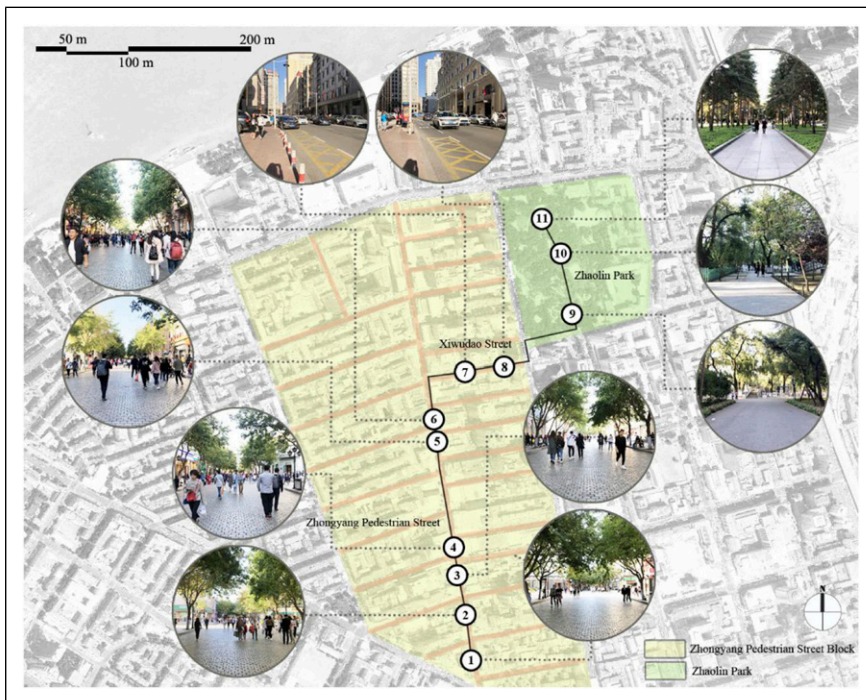 50 m
200 m
100 m
11
10
Zhaolin Park
9
Xiwudao Street
8
7
6
5
Zhongyang Pedestrian Street
4
3
2
1
N
Zhongyang Pedestrian Street Block
Zhaolin Park